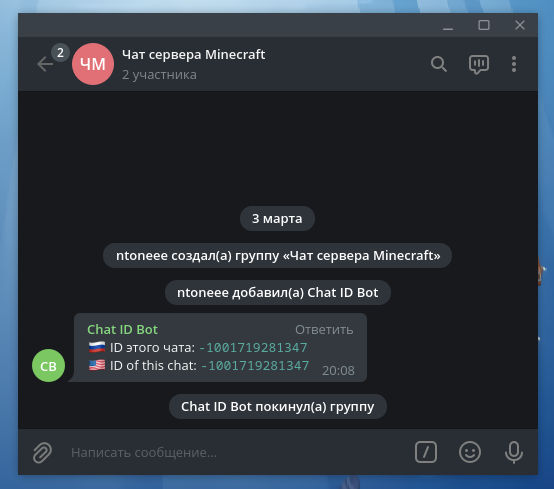 2
ЧМ
Чат сервера Minecraft
2 участника
3 марта
ntoneee создал(а) группу «Чат сервера Minecraft»
ntoneee добавил(а) Chat ID Bot
Chat ID Bot Ответить
ID этого чата: -1001719281347
ID of this chat: -1001719281347
20:08
CB
Chat ID Bot покинул(а) группу
Написать сообщение...